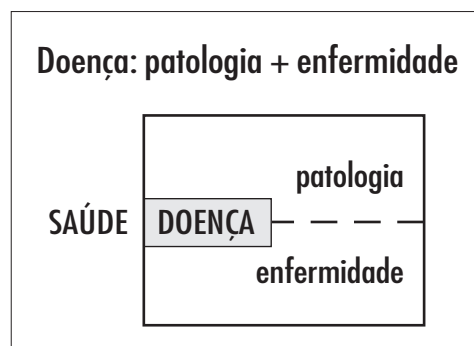 Doença: patologia + enfermidade
patologia
SAÚDE DOENÇA
enfermidade